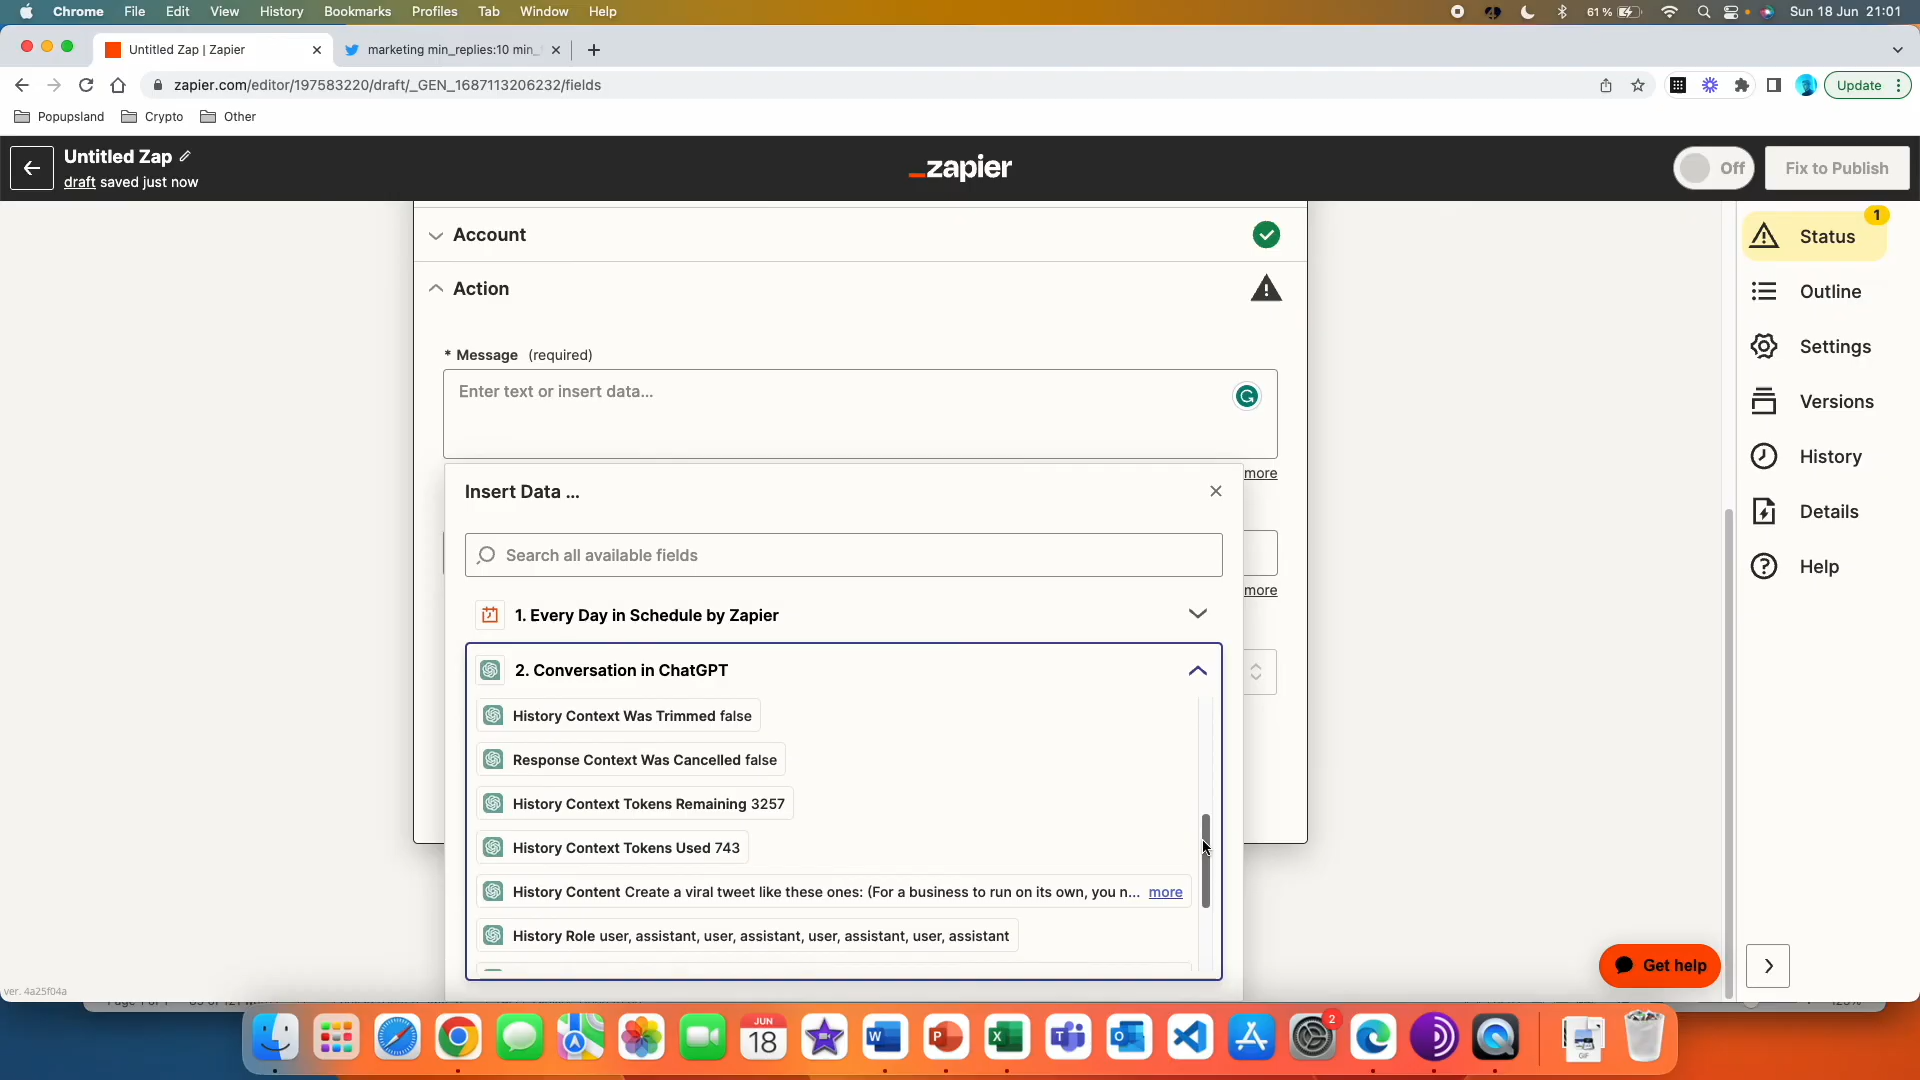 Chrome File Edit View History Bookmarks Profiles Tab Window Help 61 % Sun 18 Jun 21:01
Untitled Zap | Zapier marketing min_replies:10 min_
zapier.com/editor/197583220/draft/_GEN_1687113206232/fields Update
Popupsland Crypto Other
Untitled Zap
draft saved just now
_zapier
Off
Fix to Publish
Account
Action
* Message (required)
Enter text or insert data...
more
Insert Data ...
Search all available fields
more
1. Every Day in Schedule by Zapier
2. Conversation in ChatGPT
History Context Was Trimmed false
Response Context Was Cancelled false
History Context Tokens Remaining 3257
History Context Tokens Used 743
History Content Create a viral tweet like these ones: (For a business to run on its own, you n... more
History Role user, assistant, user, assistant, user, assistant, user, assistant
1
Status
Outline
Settings
Versions
History
Details
Help
Get help
ver. 4a25f04a
JUN
18
2
GIF